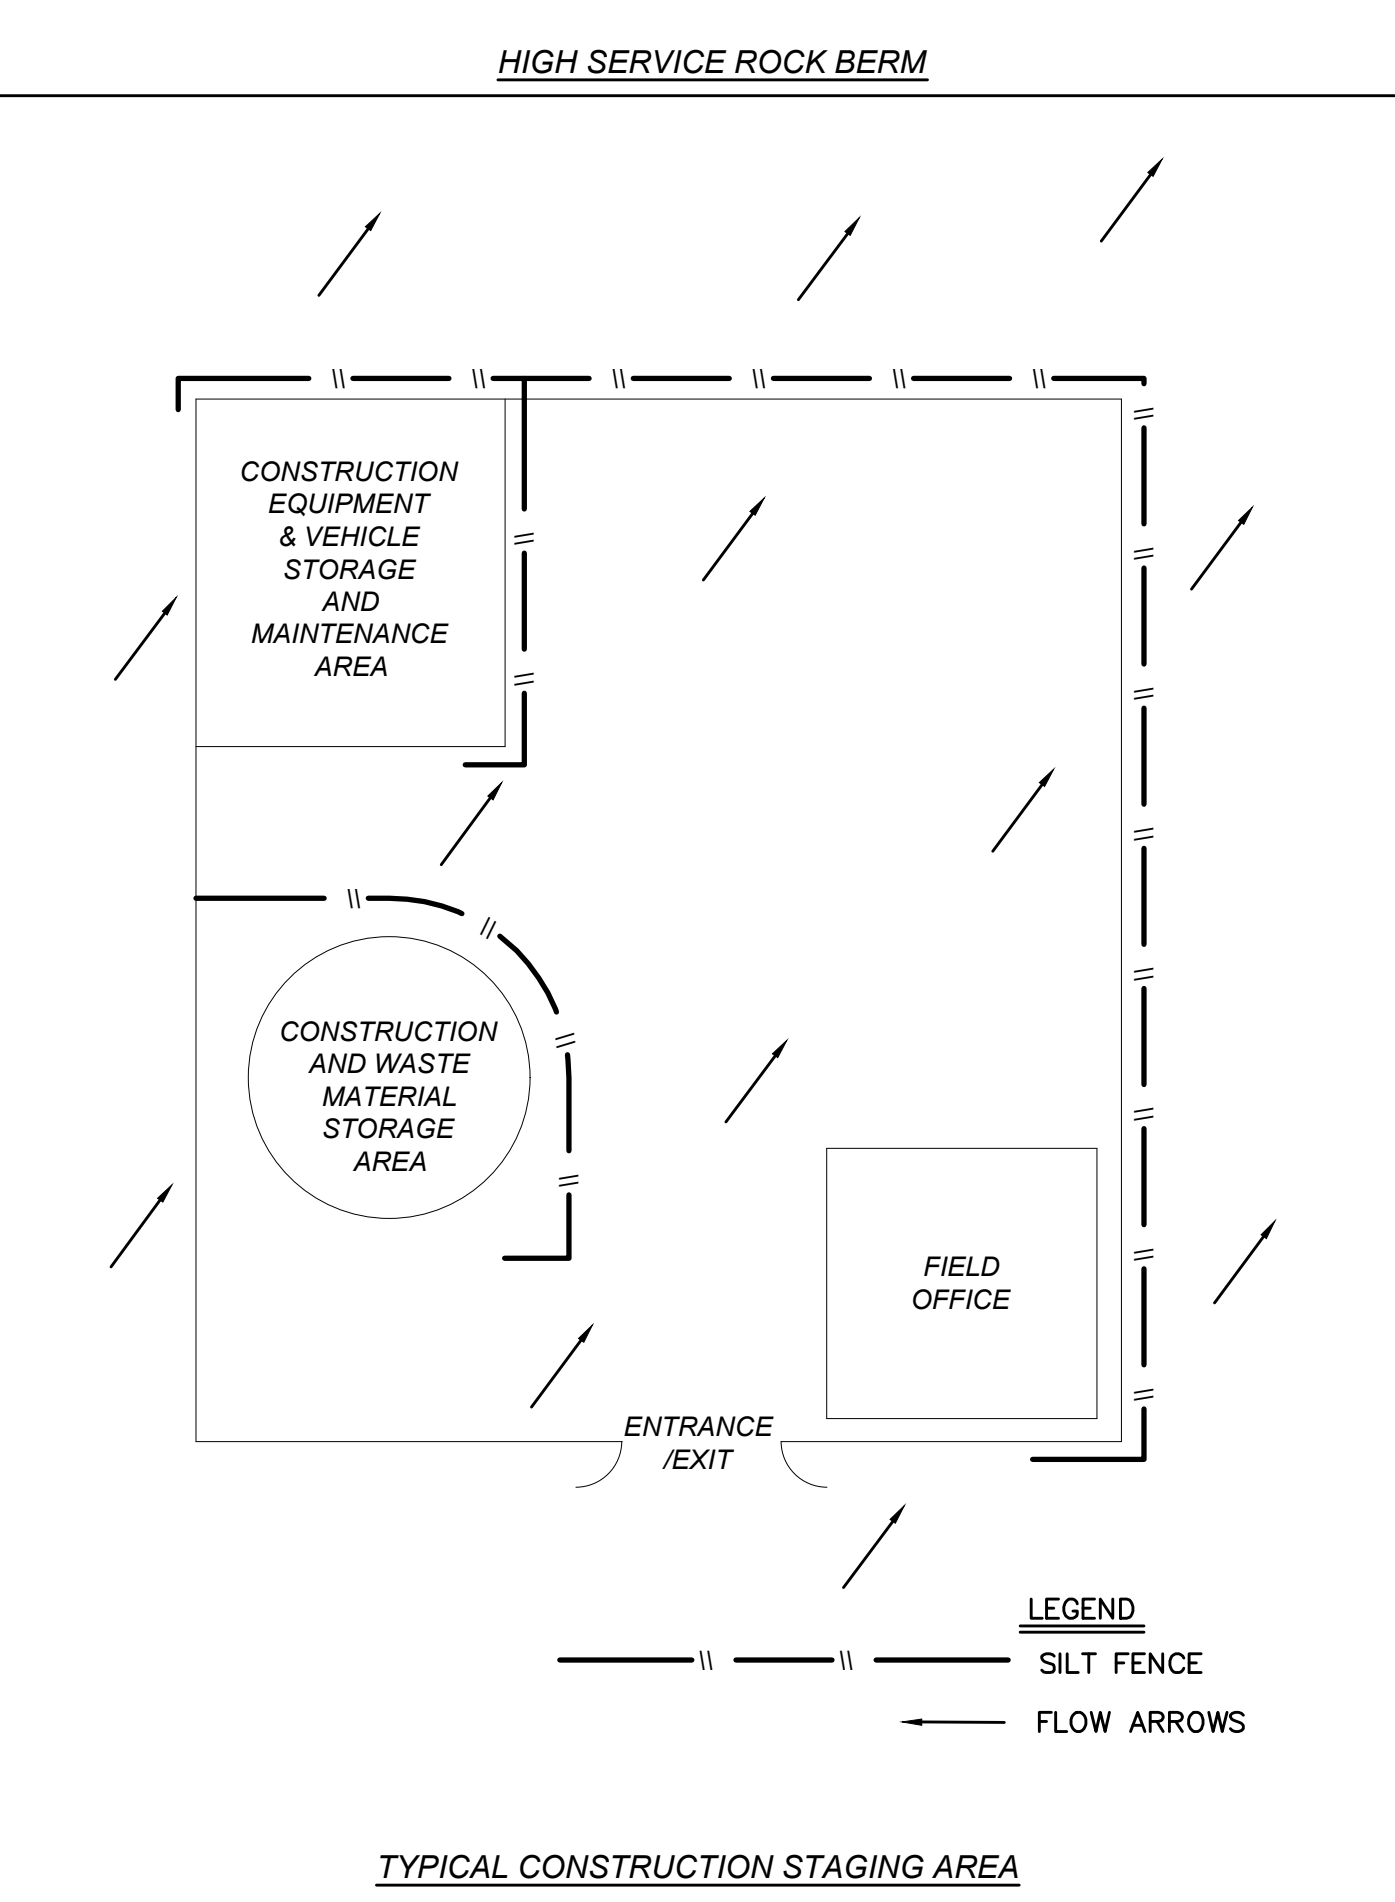 HIGH SERVICE ROCK BERM
CONSTRUCTION
EQUIPMENT
& VEHICLE
STORAGE
AND
MAINTENANCE
AREA
CONSTRUCTION
AND WASTE
MATERIAL
STORAGE
AREA
FIELD
OFFICE
ENTRANCE
/EXIT
LEGEND
SILT FENCE
FLOW ARROWS
TYPICAL CONSTRUCTION STAGING AREA